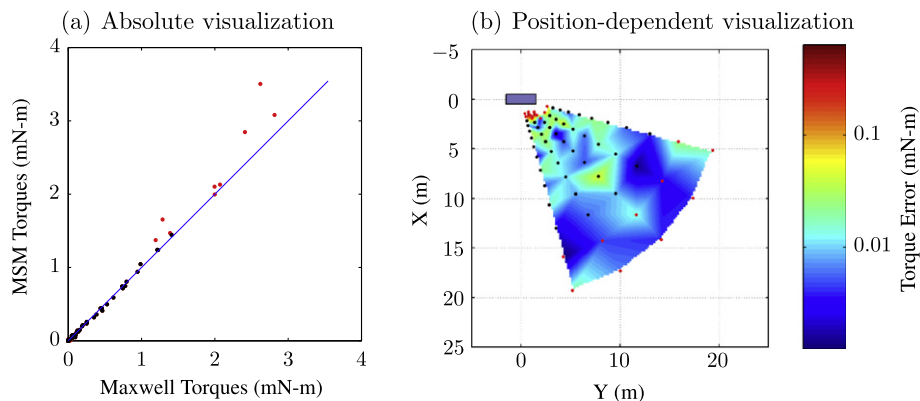 (a) Absolute visualization
4
3
2
1
0
0 1 2 3 4
MSM Torques (mN-m)
Maxwell Torques (mN-m)
(b) Position-dependent visualization
−5
0
5
10
15
20
25
0 10 20
X (m)
Y (m)
0.1
0.01
Torque Error (mN-m)